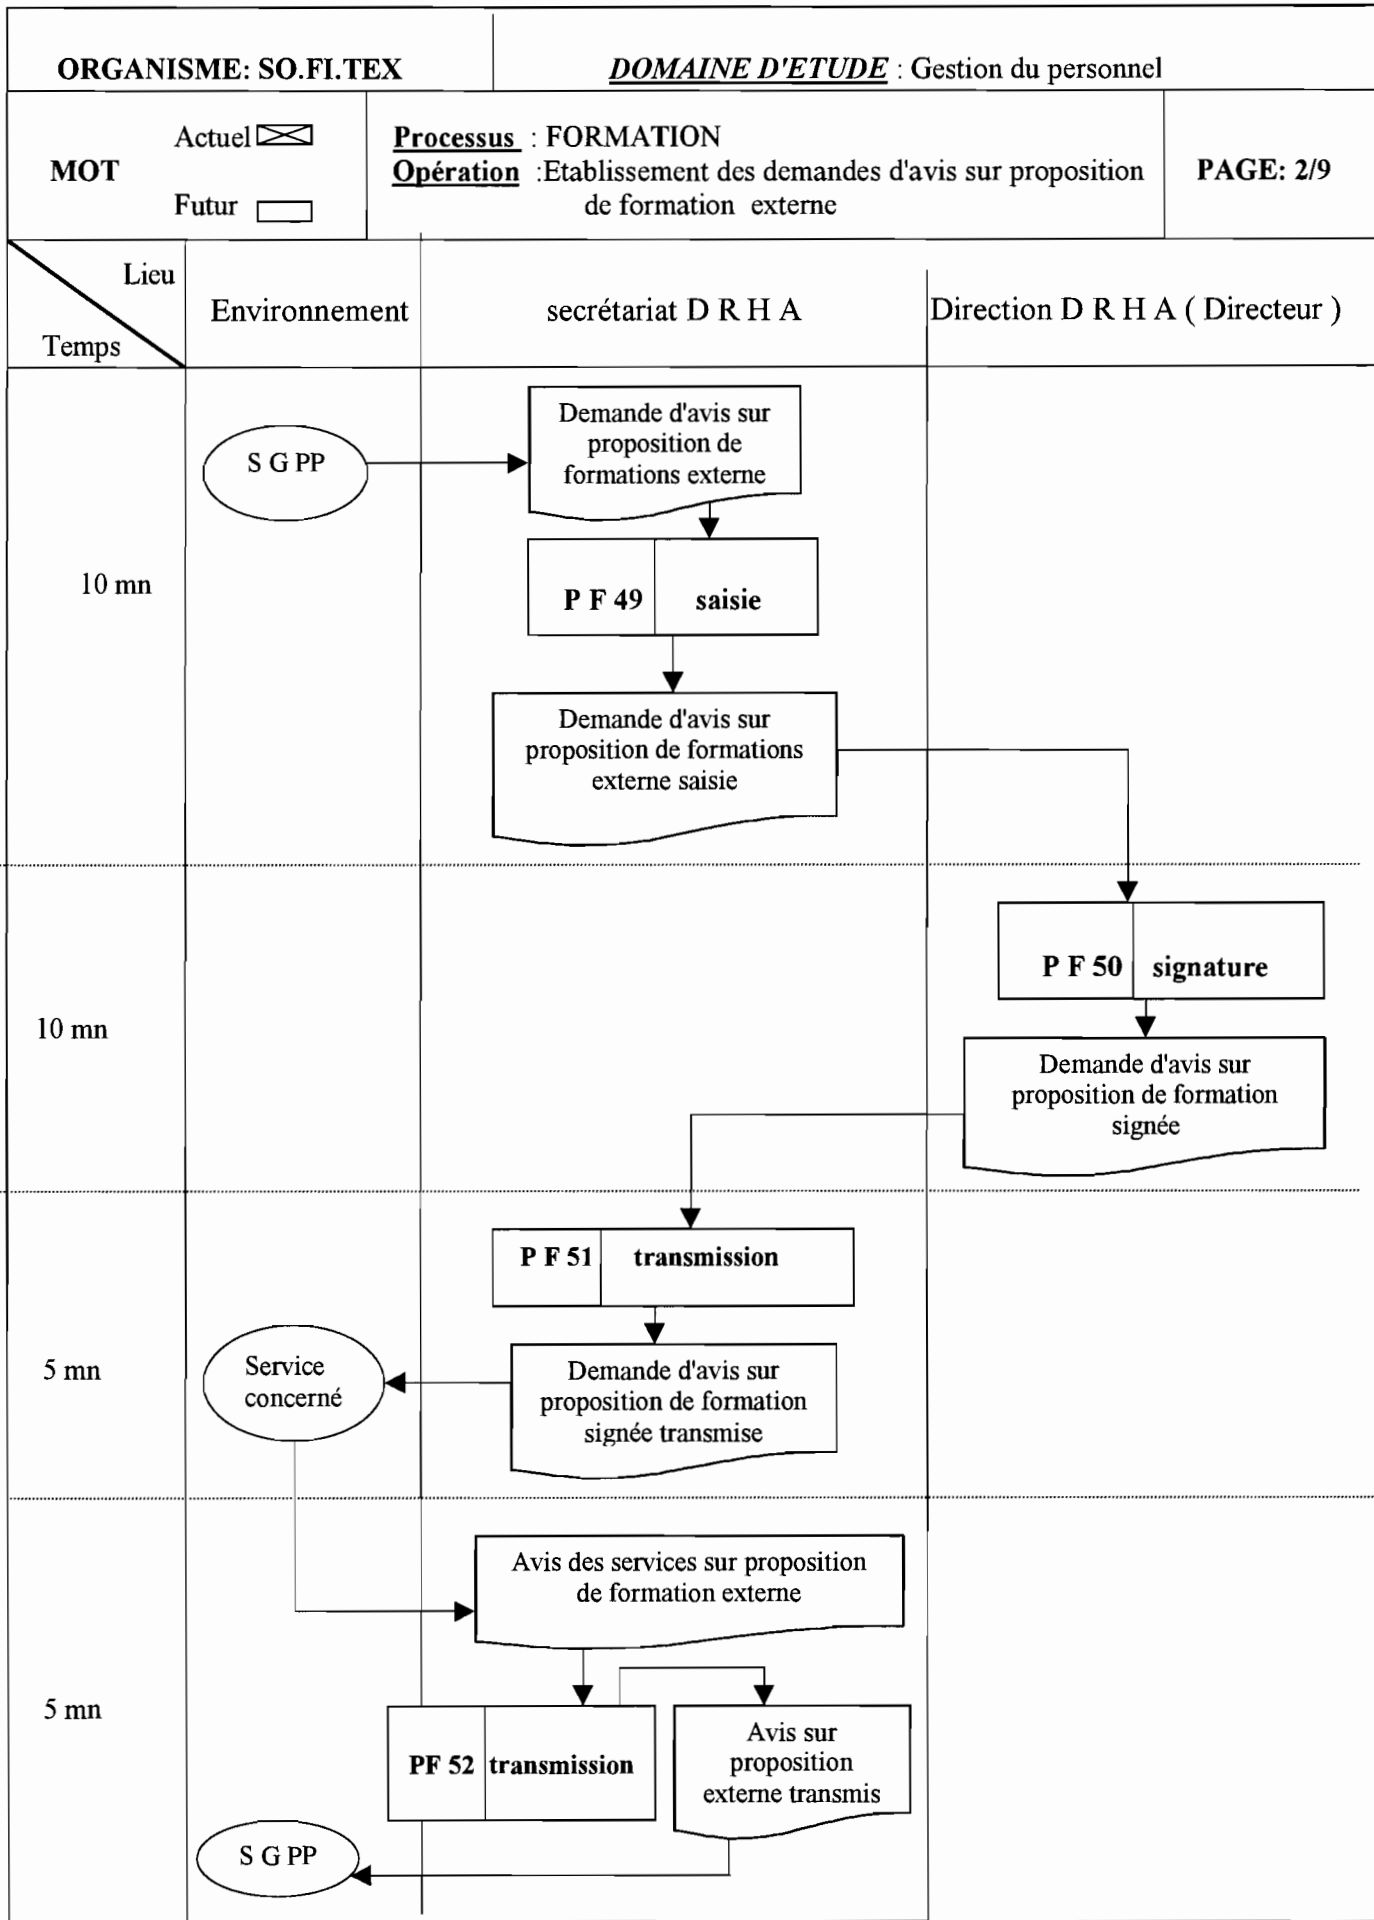 ORGANISME: SO.FI.TEX
DOMAINE D'ETUDE : Gestion du personnel
MOT
Actuel
Futur
Processus : FORMATION
Opération :Etablissement des demandes d'avis sur proposition
de formation externe
PAGE: 2/9
Lieu
Temps
Environnement
secrétariat D R H A
Direction D R H A ( Directeur )
S G PP
Demande d'avis sur
proposition de
formations externe
10 mn
P F 49
saisie
Demande d'avis sur
proposition de formations
externe saisie
P F 50
signature
10 mn
Demande d'avis sur
proposition de formation
signée
P F 51
transmission
5 mn
Service
concerné
Demande d'avis sur
proposition de formation
signée transmise
Avis des services sur proposition
de formation externe
5 mn
PF 52
transmission
Avis sur
proposition
externe transmis
S G PP